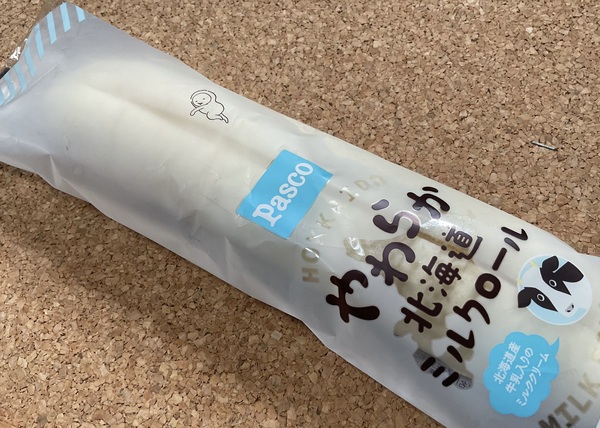 Pasco
HOKKAIDO
やわらか
北海道
ミルクロール
北海道産
牛乳入りの
ミルククリーム
MILK